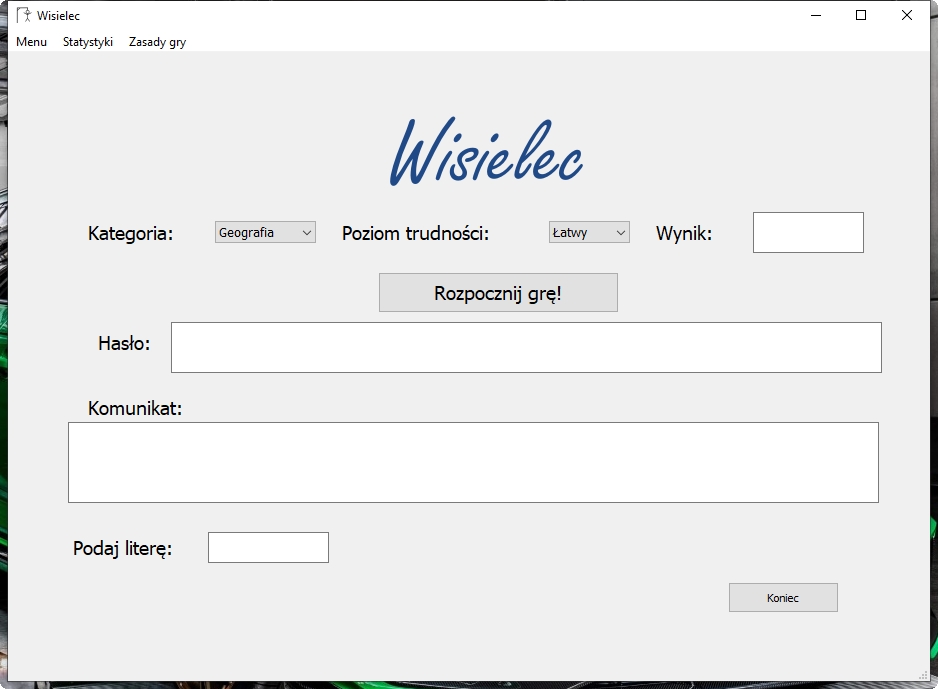 Wisielec
Menu Statystyki Zasady gry
Wisielec
Kategoria: Geografia Poziom trudności: Łatwy Wynik:
Rozpocznij grę!
Hasło:
Komunikat:
Podaj literę:
Koniec